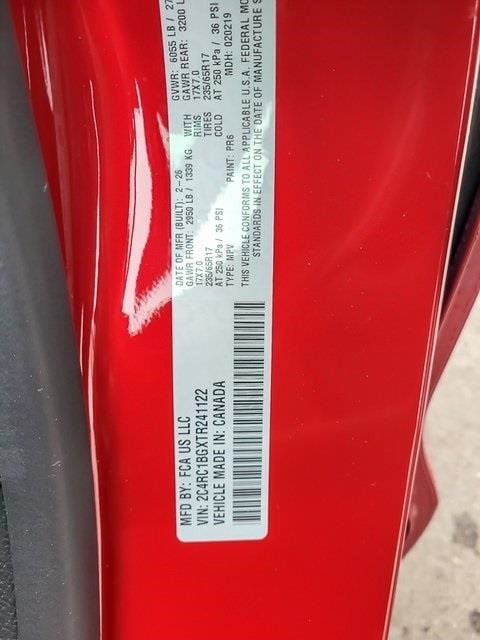 MFD BY: FCA US LLC
VIN: 2C4RC1BGXTR241122
VEHICLE MADE IN: CANADA
DATE OF MFR (BUILT): 2-26 GVWR: 6055 LB / 27
GAWR FRONT: 2950 LB / 1339 KG WITH GAWR REAR: 3200 L
17X7.0 RIMS 17X7.0
235/65R17 TIRES 235/65R17
AT 250 kPa / 36 PSI COLD AT 250 kPa / 36 PSI
TYPE: MPV PAINT: PR6 MDH: 020219
THIS VEHICLE CONFORMS TO ALL APPLICABLE U.S.A. FEDERAL MO
STANDARDS IN EFFECT ON THE DATE OF MANUFACTURE S